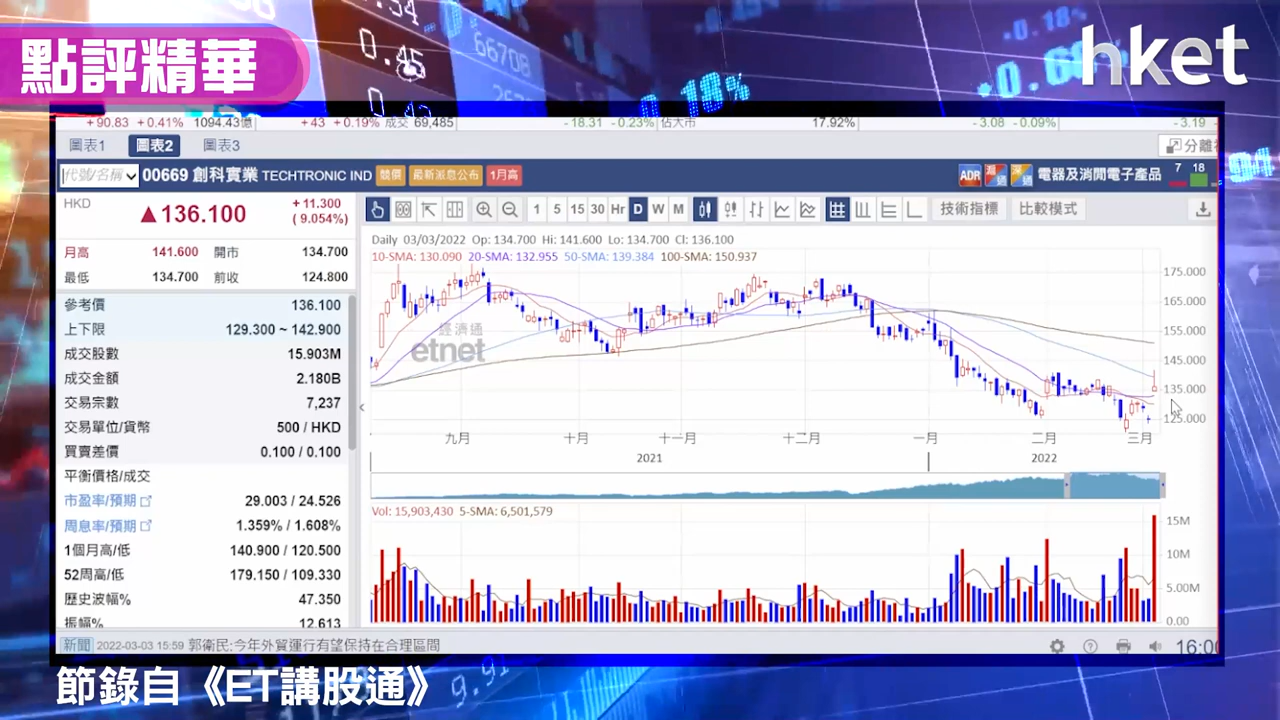 點評精華
hket
+90.83 +0.41% 1094.43億 +43 +0.19% 成交 69,485 -18.31 -0.23% 佔大市 17.92% -3.08 -0.09% -3.19
圖表1 圖表2 圖表3 分離
代號/名稱 00669 創科實業 TECHTRONIC IND 競價 最新派息公布 1月高 ADR 滬通 深通 電器及消閒電子產品 7 18
HKD ▲136.100 +11.300 (9.054%)
1 5 15 30 Hr D W M 技術指標 比較模式
月高 141.600 開市 134.700
最低 134.700 前收 124.800
參考價 136.100
上下限 129.300 ~ 142.900
成交股數 15.903M
成交金額 2.180B
交易宗數 7,237
交易單位/貨幣 500 / HKD
買賣差價 0.100 / 0.100
平衡價格/成交
市盈率/預期 29.003 / 24.526
周息率/預期 1.359% / 1.608%
1個月高/低 140.900 / 120.500
52周高/低 179.150 / 109.330
歷史波幅% 47.350
振幅% 12.613
Daily 03/03/2022 Op: 134.700 Hi: 141.600 Lo: 134.700 Cl: 136.100
10-SMA: 130.090 20-SMA: 132.955 50-SMA: 139.384 100-SMA: 150.937
175.000
165.000
155.000
145.000
135.000
125.000
經濟通
etnet
九月 十月 十一月 十二月 一月 二月 三月
2021 2022
Vol: 15,903,430 5-SMA: 6,501,579
15M
10M
5.00M
0.00
新聞 2022-03-03 15:59 郭衛民:今年外貿運行有望保持在合理區間 16:00
節錄自《ET講股通》